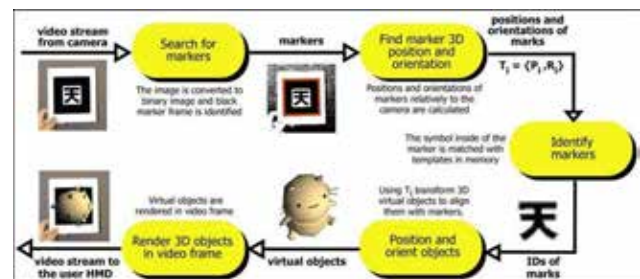 video stream
from camera
Search for
markers
The image is converted to
binary image and black
marker frame is identified
markers
Find marker 3D
position and
orientation
Positions and orientations of
markers relatively to the
camera are calculated
positions and
orientations of
marks
Tᵢ = {Pᵢ ,Rᵢ}
The symbol inside of the
marker is matched with
templates in memory
Identify
markers
天
天
天
IDs of
marks
Using Tᵢ transform 3D
virtual objects to align
them with markers.
Position and
orient objects
virtual objects
Virtual objects are
rendered in video frame
Render 3D objects
in video frame
video stream to
the user HMD